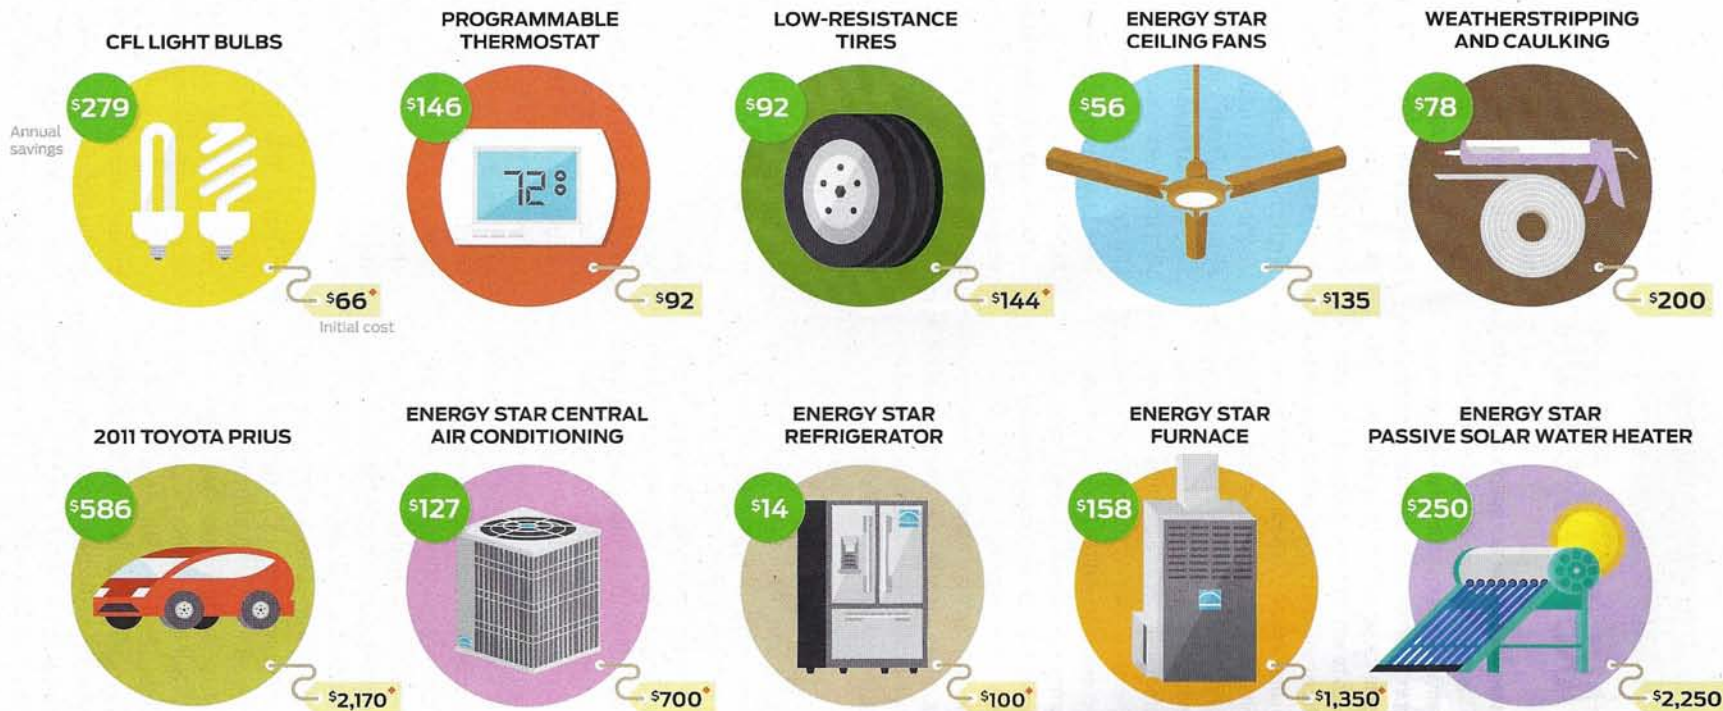 CFL LIGHT BULBS
$279
Annual
savings
$66+
Initial cost
PROGRAMMABLE
THERMOSTAT
$146
72
$92
LOW-RESISTANCE
TIRES
$92
$144+
ENERGY STAR
CEILING FANS
$56
$135
WEATHERSTRIPPING
AND CAULKING
$78
$200
2011 TOYOTA PRIUS
$586
$2,170+
ENERGY STAR CENTRAL
AIR CONDITIONING
$127
$700+
ENERGY STAR
REFRIGERATOR
$14
$100+
ENERGY STAR
FURNACE
$158
$1,350+
ENERGY STAR
PASSIVE SOLAR WATER HEATER
$250
$2,250